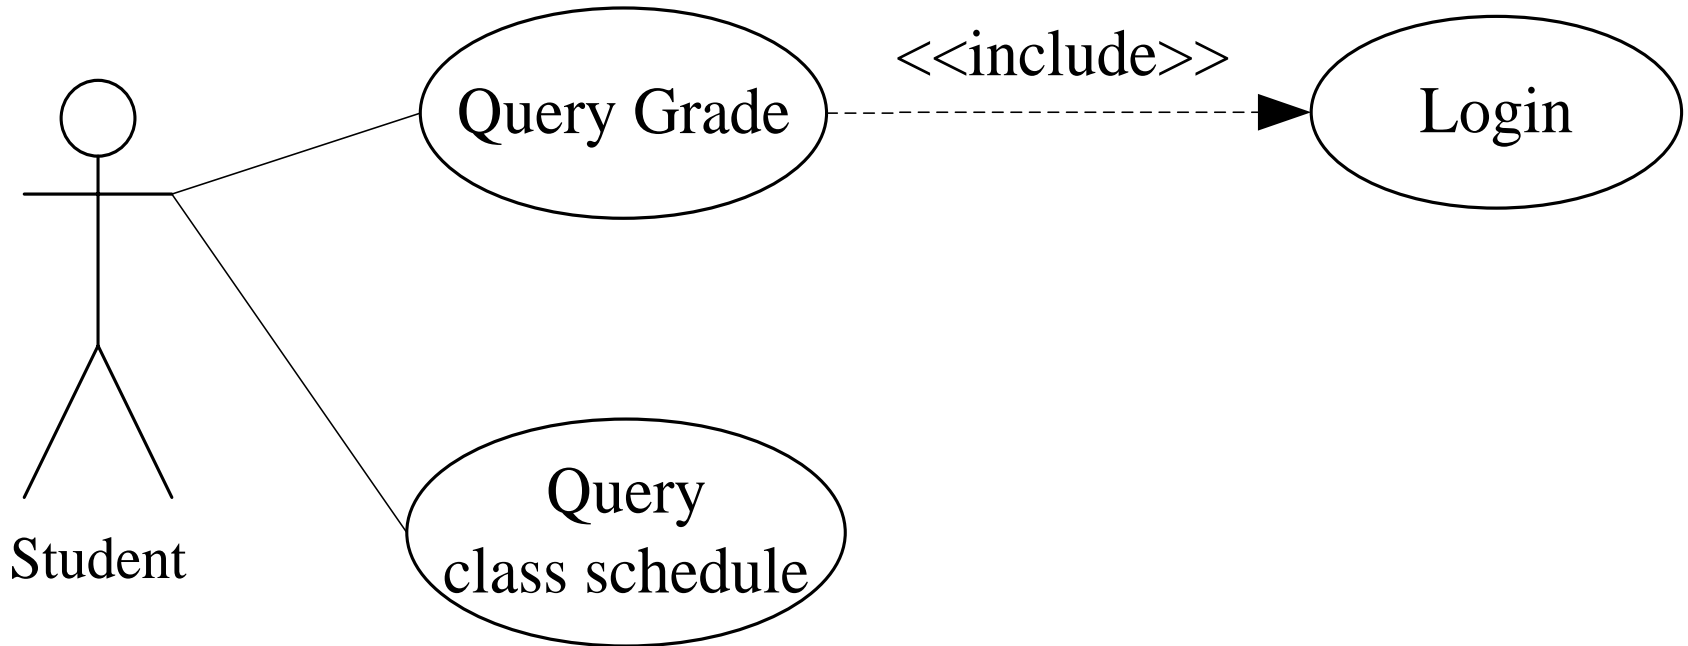 <<include>>
Query Grade
Login
Query
class schedule
Student